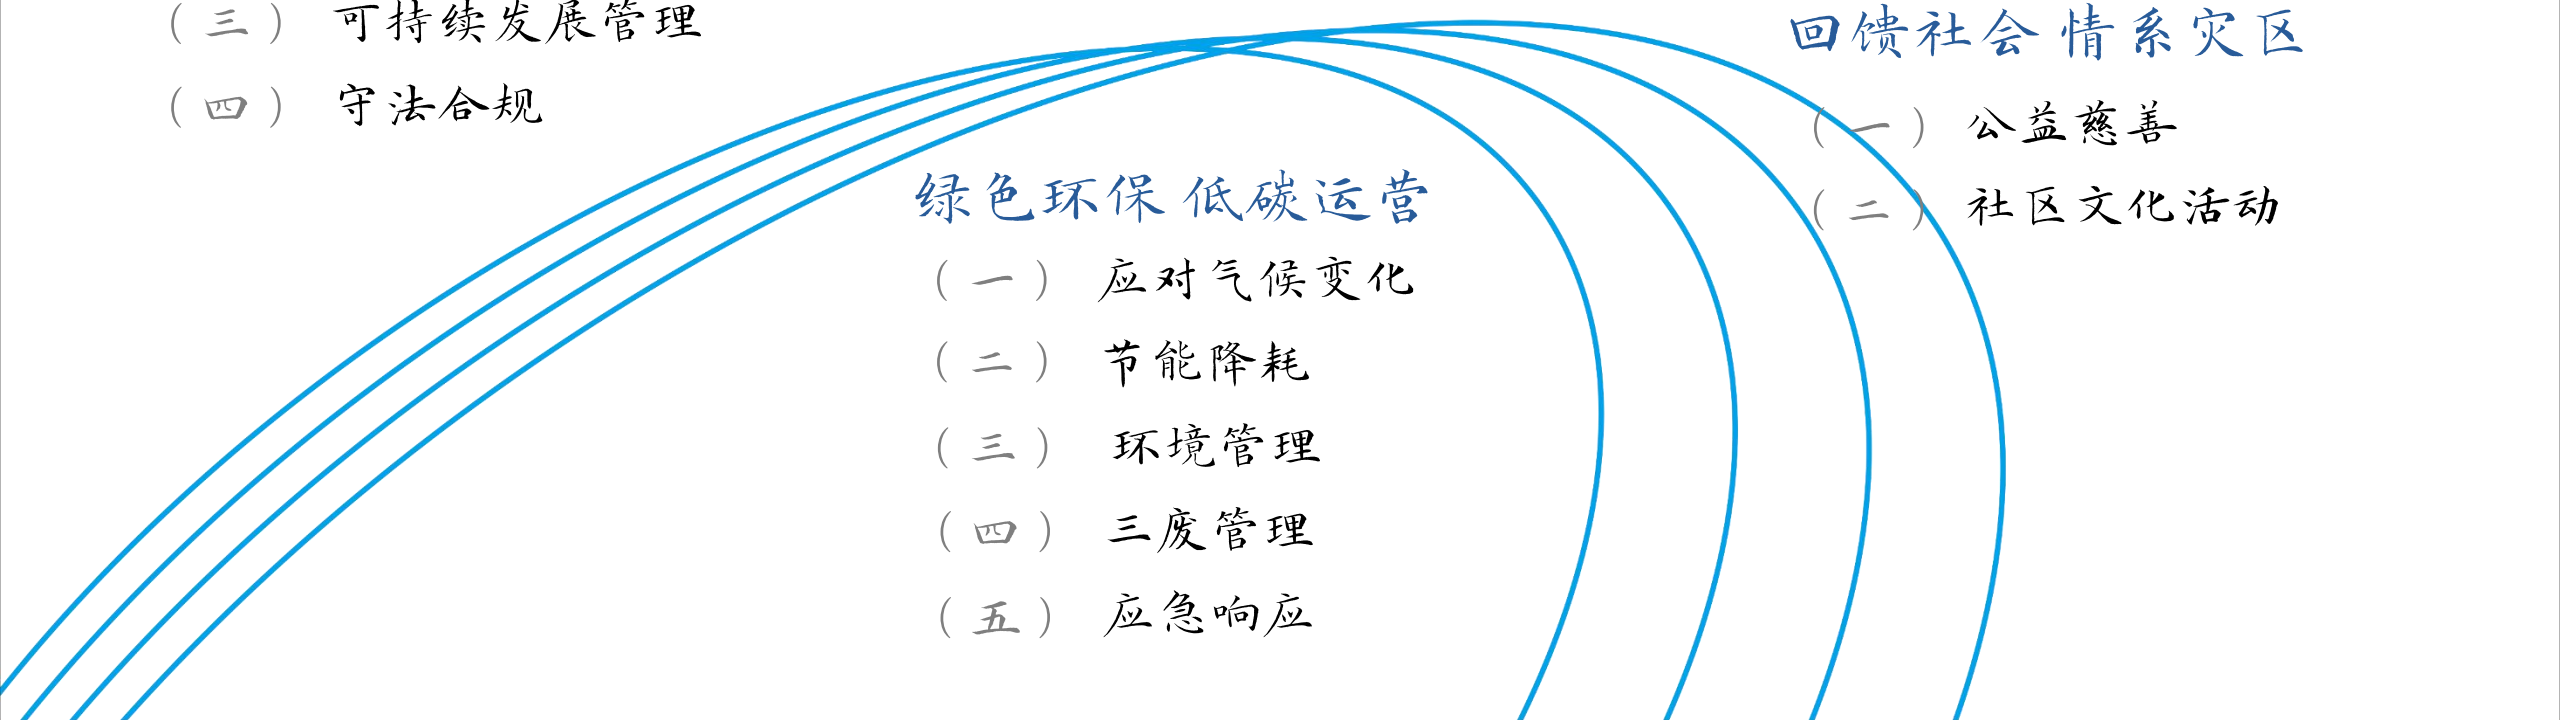 （三） 可持续发展管理
（四） 守法合规
绿色环保 低碳运营
（一） 应对气候变化
（二） 节能降耗
（三） 环境管理
（四） 三废管理
（五） 应急响应
回馈社会 情系灾区
（一） 公益慈善
（二） 社区文化活动